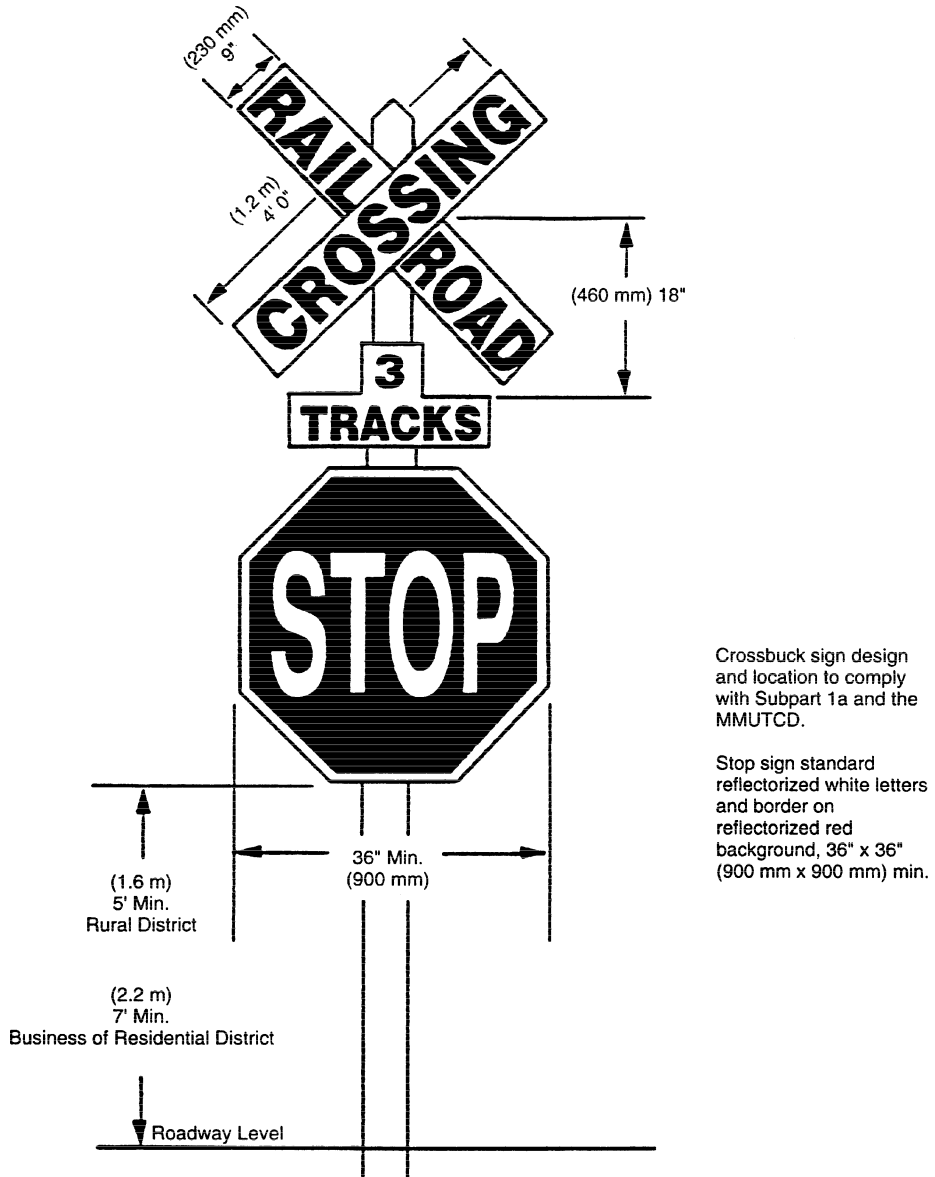 (230 mm)
9"
RAIL
CROSSING
ROAD
(1.2 m)
4' 0"
(460 mm) 18"
3
TRACKS
STOP
Crossbuck sign design
and location to comply
with Subpart 1a and the
MMUTCD.
Stop sign standard
reflectorized white letters
and border on
reflectorized red
background, 36" x 36"
(900 mm x 900 mm) min.
36" Min.
(900 mm)
(1.6 m)
5' Min.
Rural District
(2.2 m)
7' Min.
Business of Residential District
Roadway Level